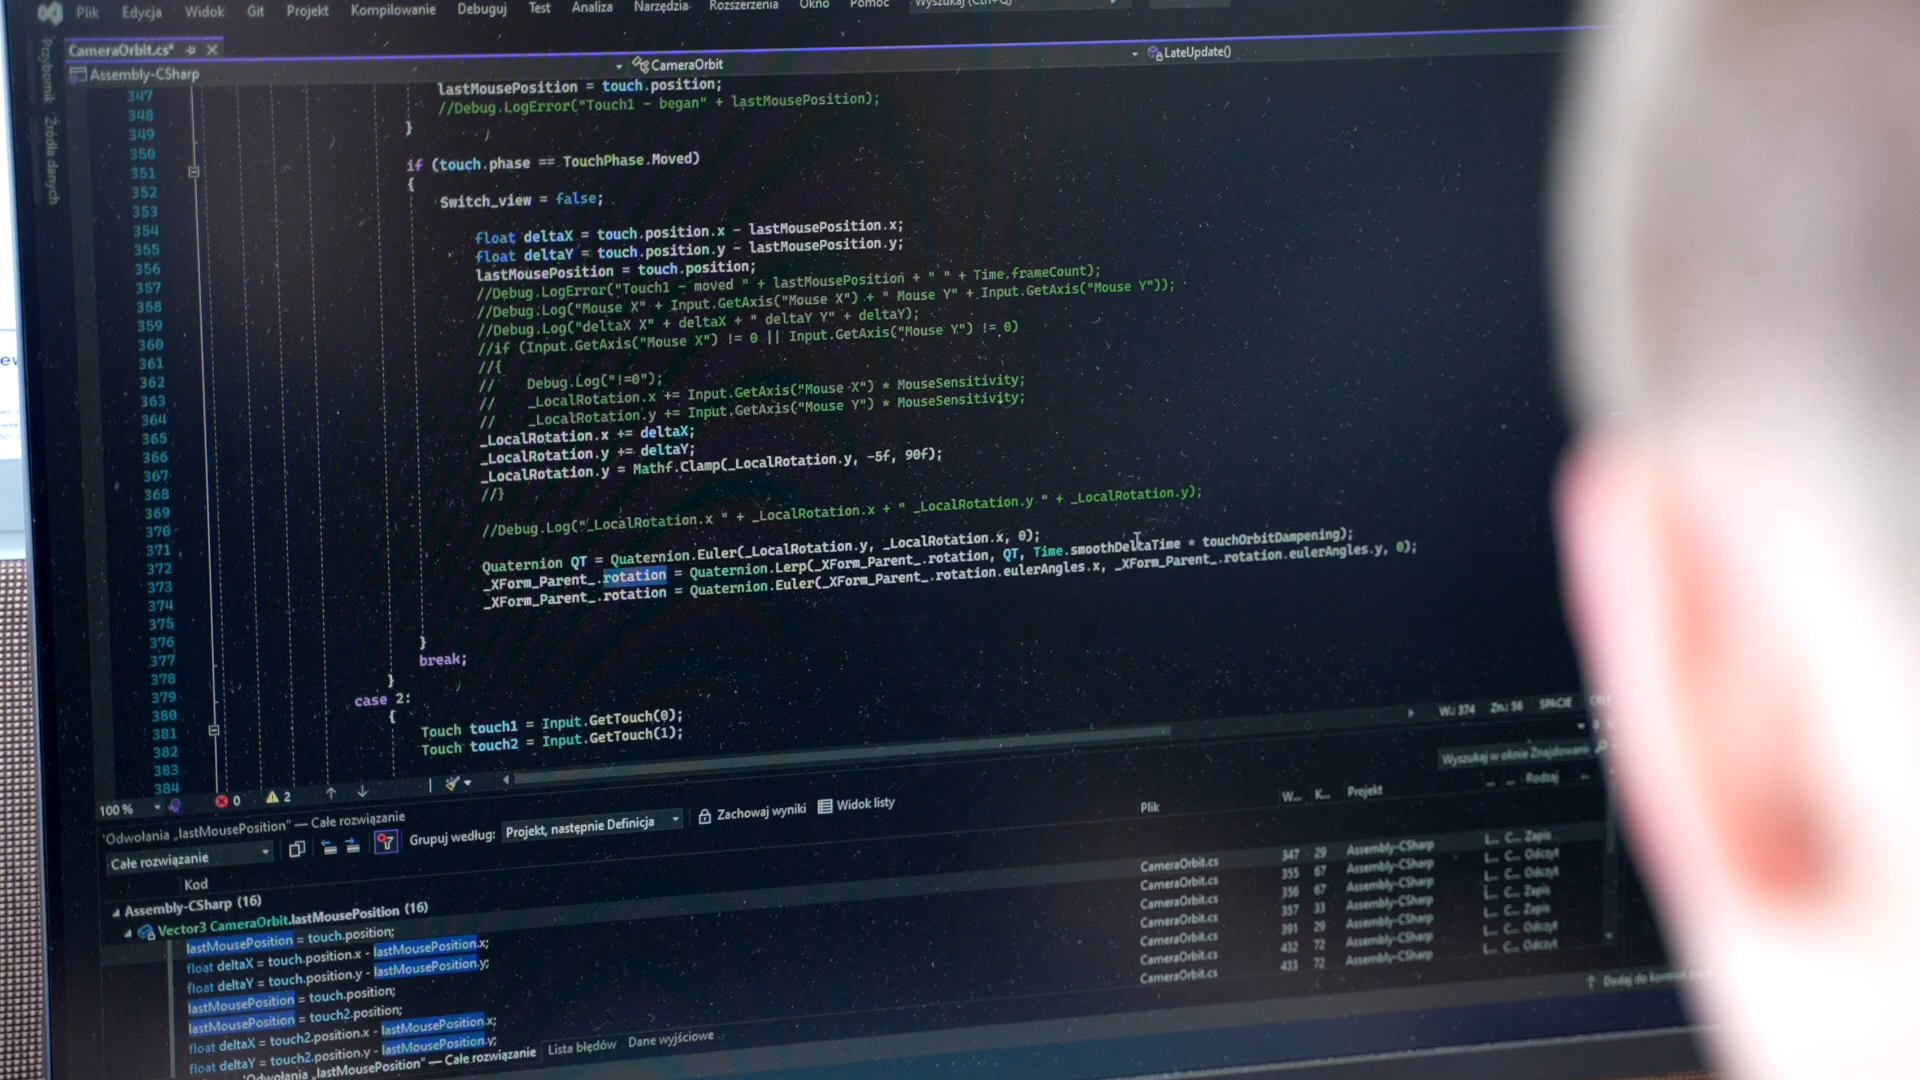 Plik Edycja Widok Git Projekt Kompilowanie Debuguj Test Analiza Narzędzia Rozszerzenia Okno Pomoc
CameraOrbit.cs*
Przybornik
Źródła danych
Assembly-CSharp CameraOrbit LateUpdate()
347 lastMousePosition = touch.position;
348 //Debug.LogError("Touch1 - began" + lastMousePosition);
349 }
350
351 if (touch.phase == TouchPhase.Moved)
352 {
353 Switch_view = false;
354
355 float deltaX = touch.position.x - lastMousePosition.x;
356 float deltaY = touch.position.y - lastMousePosition.y;
357 lastMousePosition = touch.position;
358 //Debug.LogError("Touch1 - moved " + lastMousePosition + " " + Time.frameCount);
359 //Debug.Log("Mouse X" + Input.GetAxis("Mouse X") + " Mouse Y" + Input.GetAxis("Mouse Y"));
360 //Debug.Log("deltaX X" + deltaX + " deltaY Y" + deltaY);
361 //if (Input.GetAxis("Mouse X") != 0 || Input.GetAxis("Mouse Y") != 0)
362 //{
363 // Debug.Log("!=0");
364 // _LocalRotation.x += Input.GetAxis("Mouse X") * MouseSensitivity;
365 // _LocalRotation.y += Input.GetAxis("Mouse Y") * MouseSensitivity;
366 _LocalRotation.x += deltaX;
367 _LocalRotation.y += deltaY;
368 _LocalRotation.y = Mathf.Clamp(_LocalRotation.y, -5f, 90f);
369 //}
370
371 //Debug.Log("_LocalRotation.x " + _LocalRotation.x + " _LocalRotation.y " + _LocalRotation.y);
372
373 Quaternion QT = Quaternion.Euler(_LocalRotation.y, _LocalRotation.x, 0);
374 _XForm_Parent_.rotation = Quaternion.Lerp(_XForm_Parent_.rotation, QT, Time.smoothDeltaTime * touchOrbitDampening);
375 _XForm_Parent_.rotation = Quaternion.Euler(_XForm_Parent_.rotation.eulerAngles.x, _XForm_Parent_.rotation.eulerAngles.y, 0);
376
377 }
378 break;
379 }
380 case 2:
381 {
382 Touch touch1 = Input.GetTouch(0);
383 Touch touch2 = Input.GetTouch(1);
384
100 % 0 2 W.: 374 Zn.: 56 SPACJE
'Odwołania „lastMousePosition” — Całe rozwiązanie
Wyszukaj w oknie Znajdowanie
Całe rozwiązanie Grupuj według: Projekt, następnie Definicja Zachowaj wyniki Widok listy
Kod Plik W... K... Projekt Rodzaj
Assembly-CSharp (16)
Vector3 CameraOrbit.lastMousePosition (16)
lastMousePosition = touch.position; CameraOrbit.cs 347 29 Assembly-CSharp L... C... Zapis
float deltaX = touch.position.x - lastMousePosition.x; CameraOrbit.cs 355 67 Assembly-CSharp L... C... Odczyt
float deltaY = touch.position.y - lastMousePosition.y; CameraOrbit.cs 356 67 Assembly-CSharp L... C... Odczyt
lastMousePosition = touch.position; CameraOrbit.cs 357 33 Assembly-CSharp L... C... Zapis
lastMousePosition = touch2.position; CameraOrbit.cs 391 29 Assembly-CSharp L... C... Zapis
float deltaX = touch2.position.x - lastMousePosition.x; CameraOrbit.cs 432 72 Assembly-CSharp L... C... Odczyt
float deltaY = touch2.position.y - lastMousePosition.y; CameraOrbit.cs 433 72 Assembly-CSharp L... C... Odczyt
'Odwołania „lastMousePosition” — Całe rozwiązanie Lista błędów Dane wyjściowe
Dodaj do